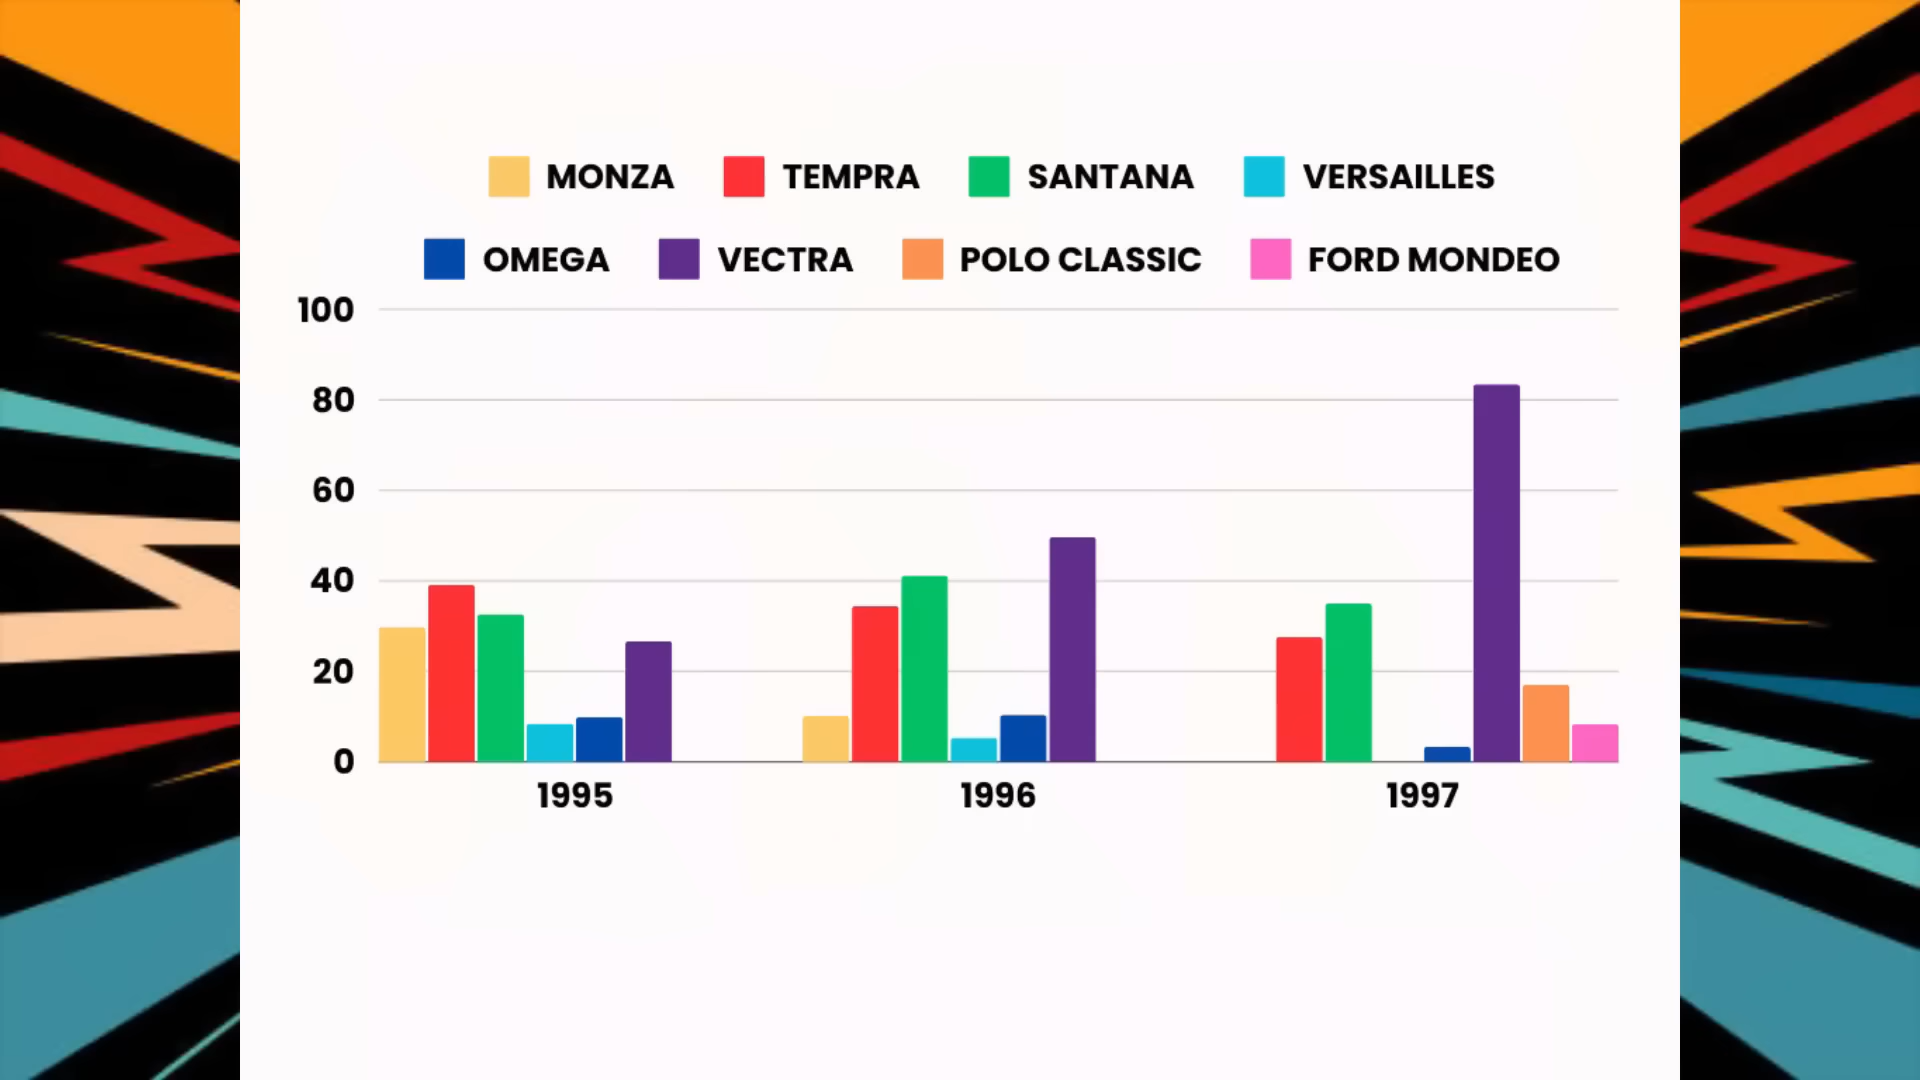 MONZA TEMPRA SANTANA VERSAILLES
OMEGA VECTRA POLO CLASSIC FORD MONDEO
100
80
60
40
20
0
1995 1996 1997